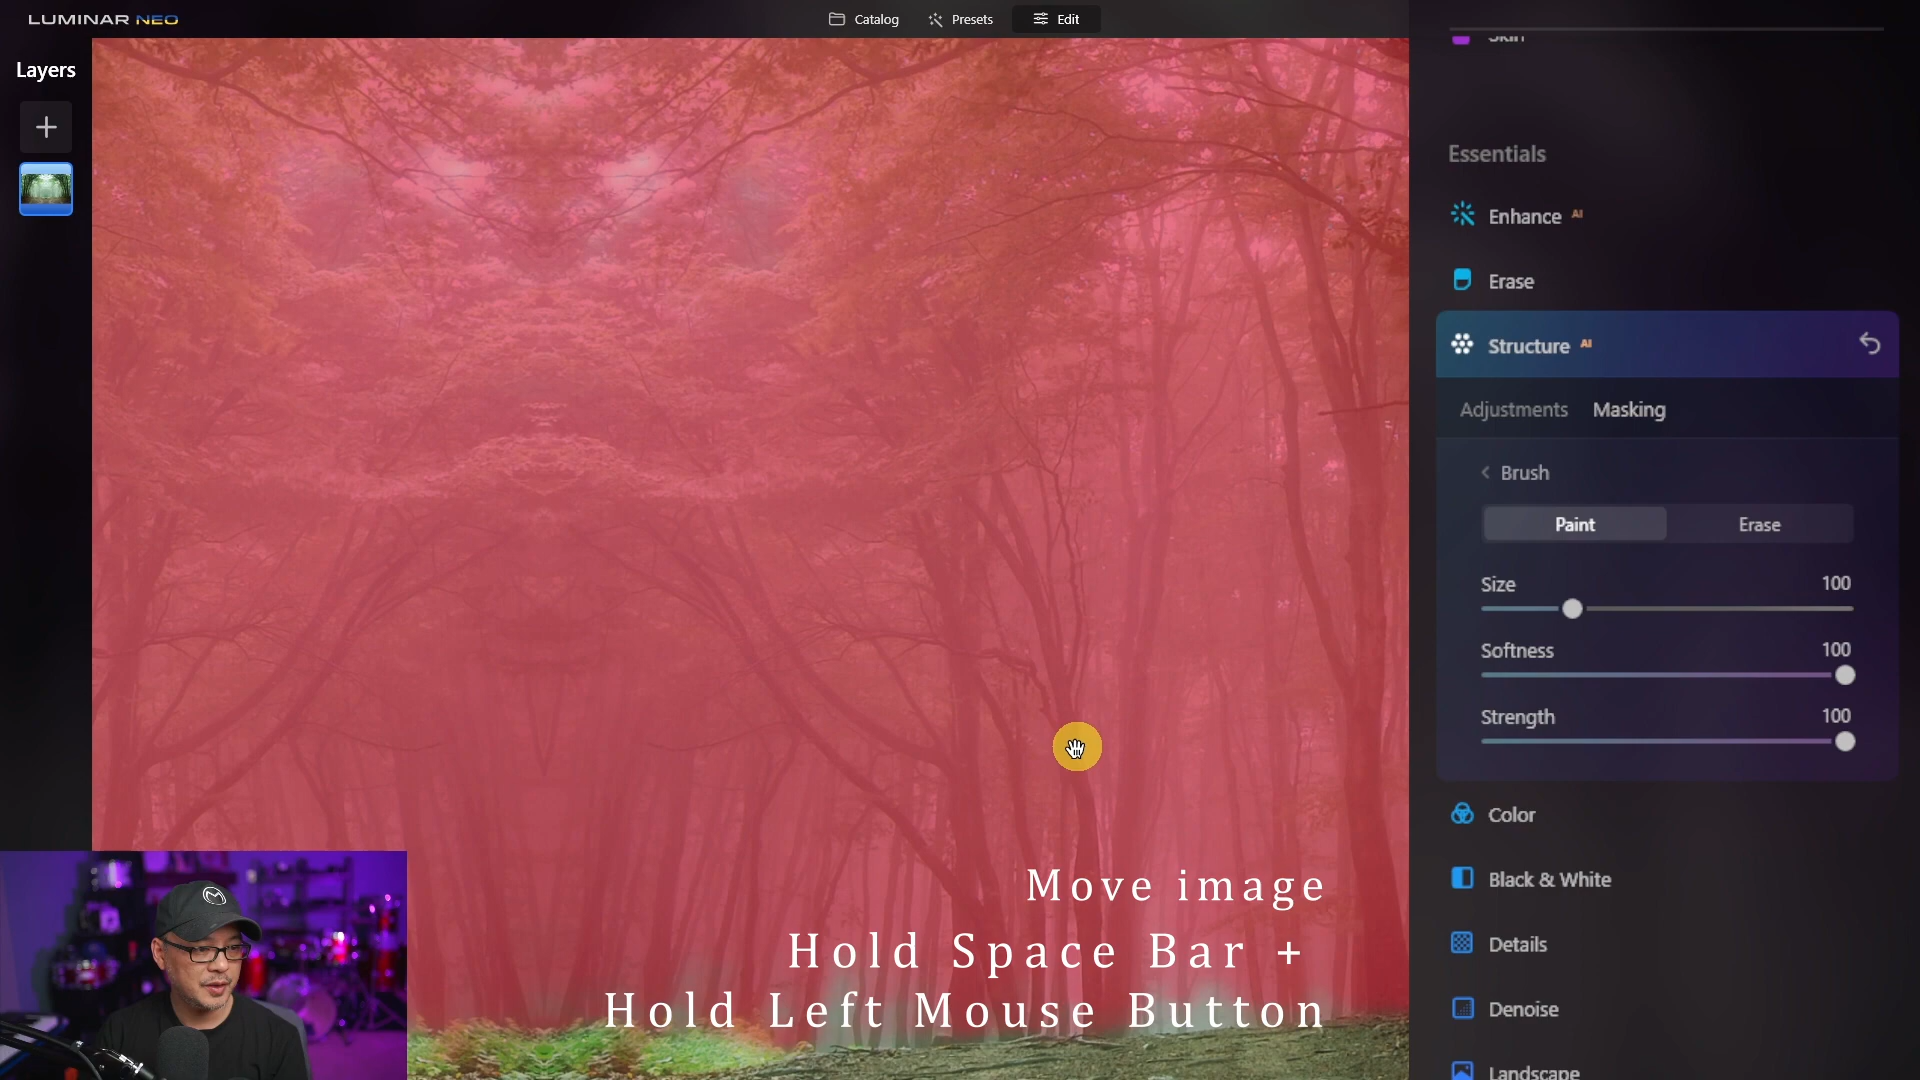 LUMINAR NEO
Catalog
Presets
Edit
Layers
Skin
Essentials
Enhance AI
Erase
Structure AI
Adjustments
Masking
Brush
Paint
Erase
Size
100
Softness
100
Strength
100
Color
Black & White
Details
Denoise
Landscape
Move image
Hold Space Bar +
Hold Left Mouse Button